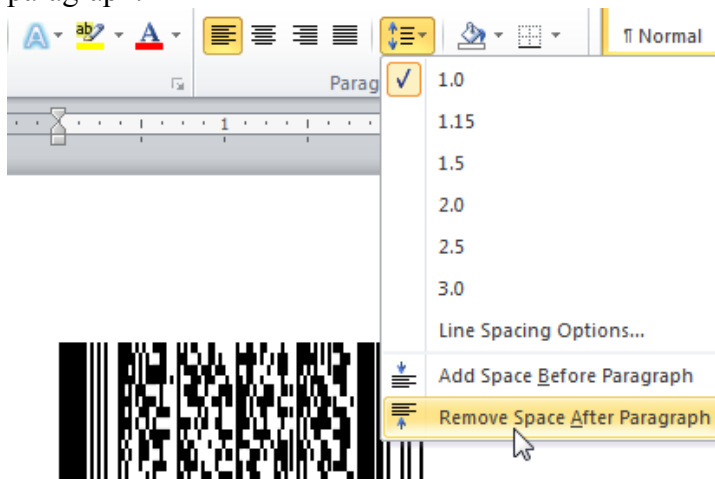 ab
A
¶ Normal
Parag
1
1.0
1.15
1.5
2.0
2.5
3.0
Line Spacing Options...
Add Space Before Paragraph
Remove Space After Paragraph